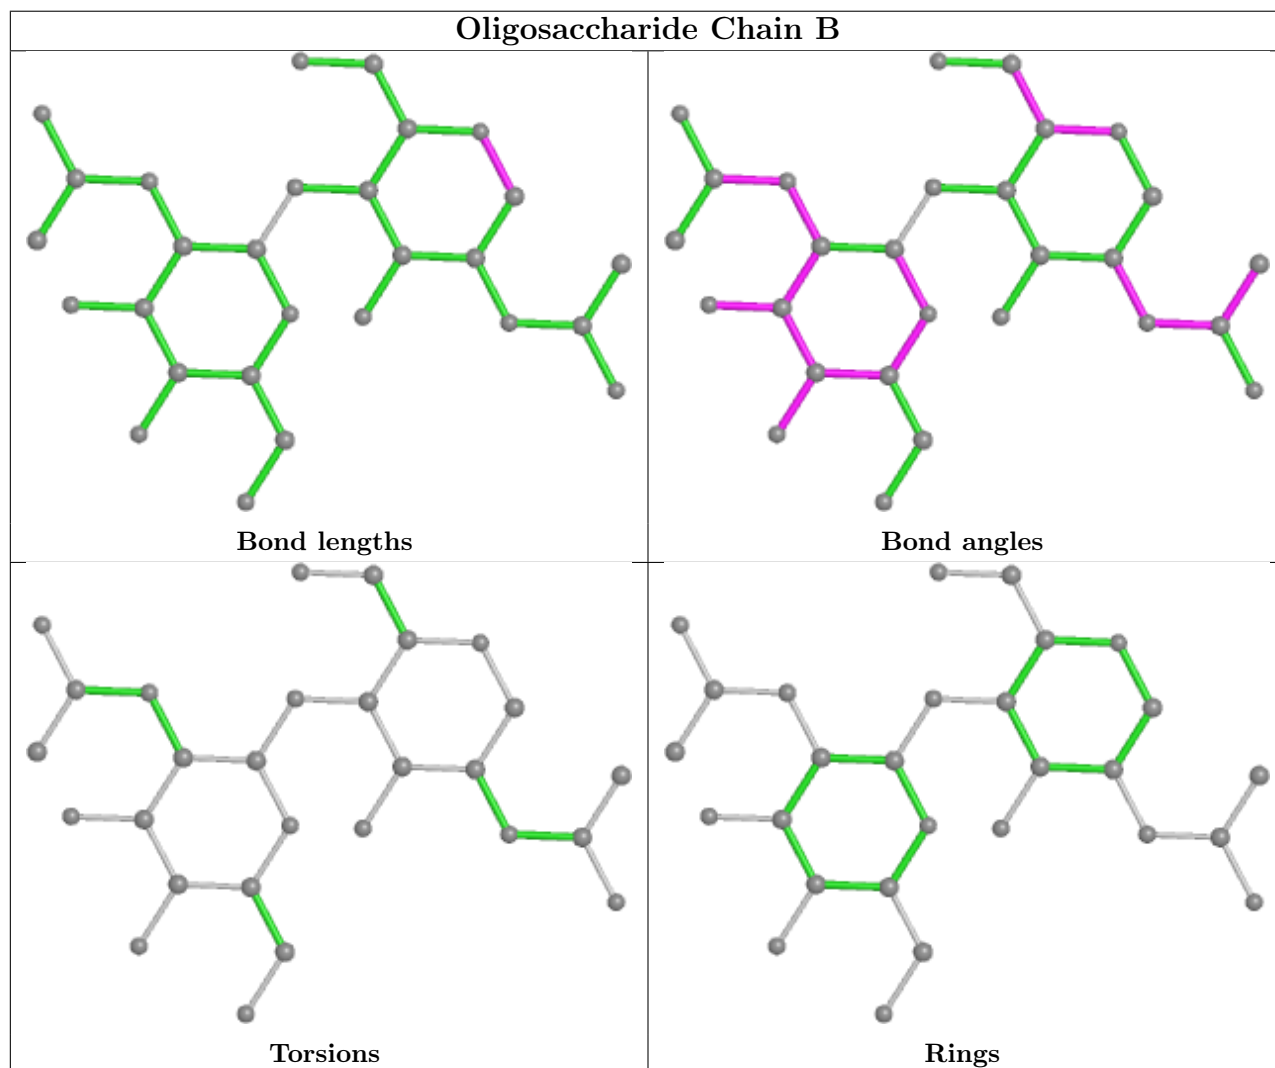 Oligosaccharide Chain B
Bond lengths
Bond angles
Torsions
Rings